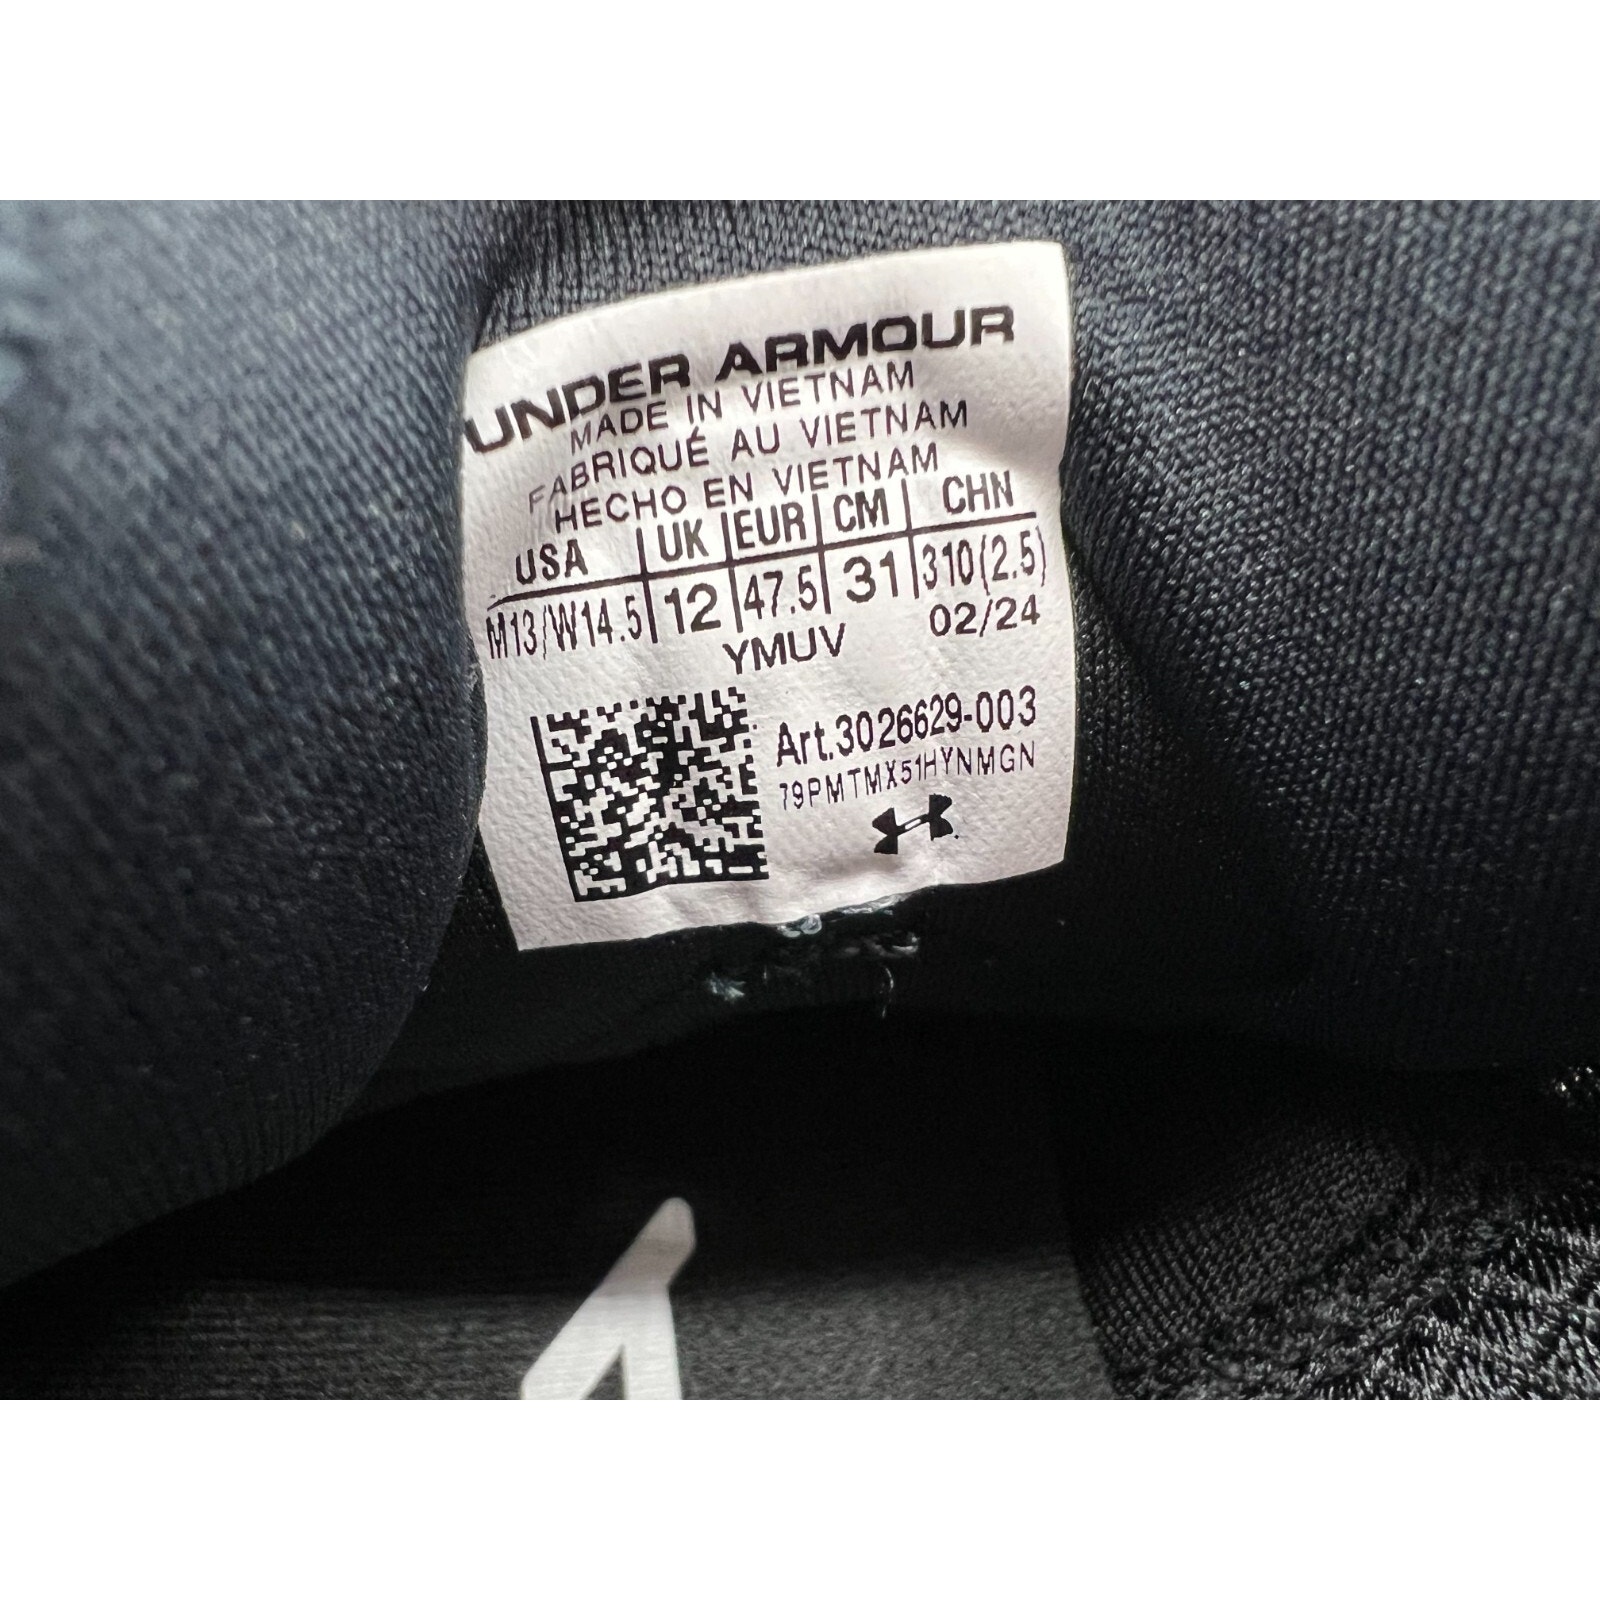 UNDER ARMOUR
MADE IN VIETNAM
FABRIQUÉ AU VIETNAM
HECHO EN VIETNAM
USA UK EUR CM CHN
M13/W14.5 12 47.5 31 310(2.5)
YMUV 02/24
Art.3026629-003
79PMTMX51HYNMGN